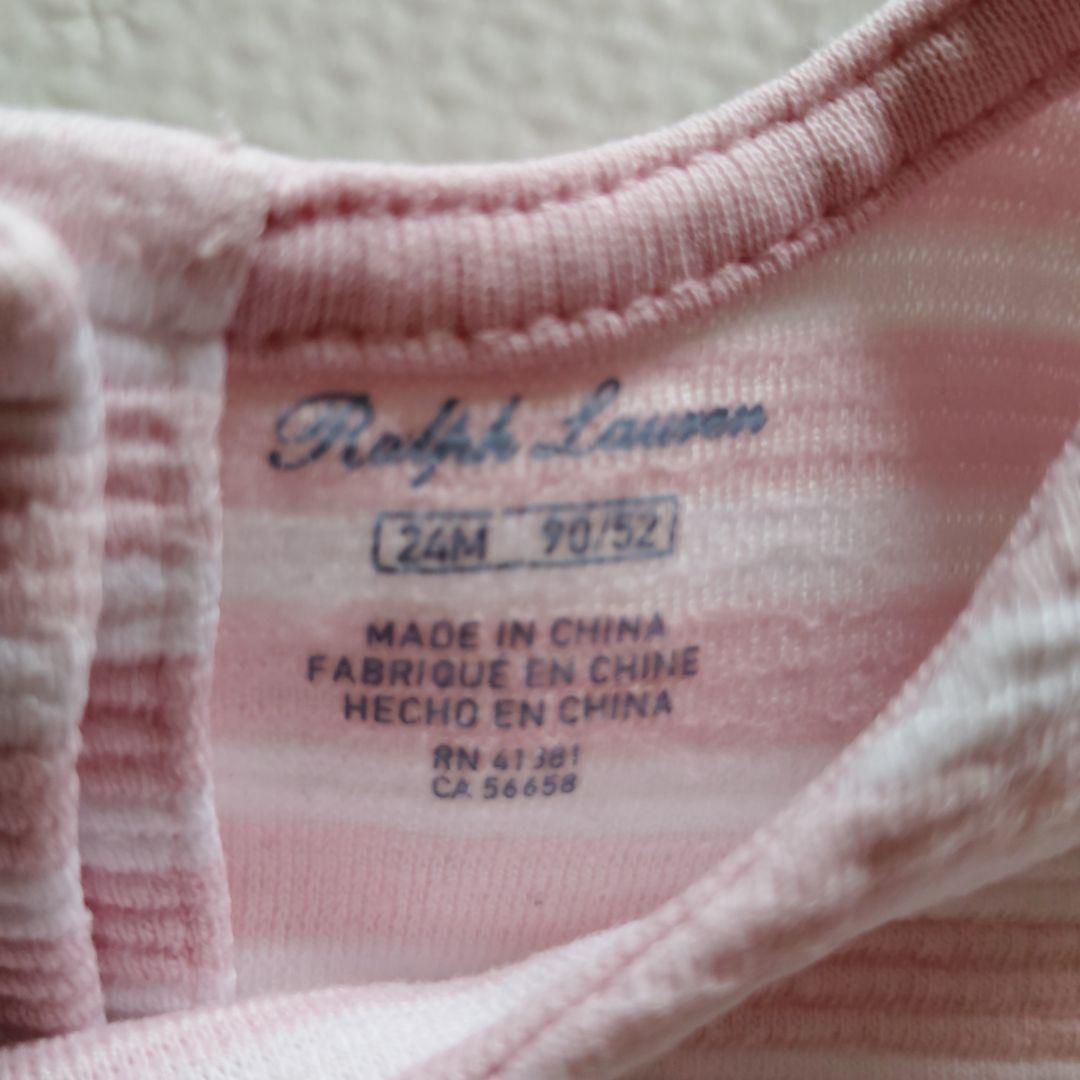 Ralph Lauren
24M 90/52
MADE IN CHINA
FABRIQUÉ EN CHINE
HECHO EN CHINA
RN 41381
CA 56658